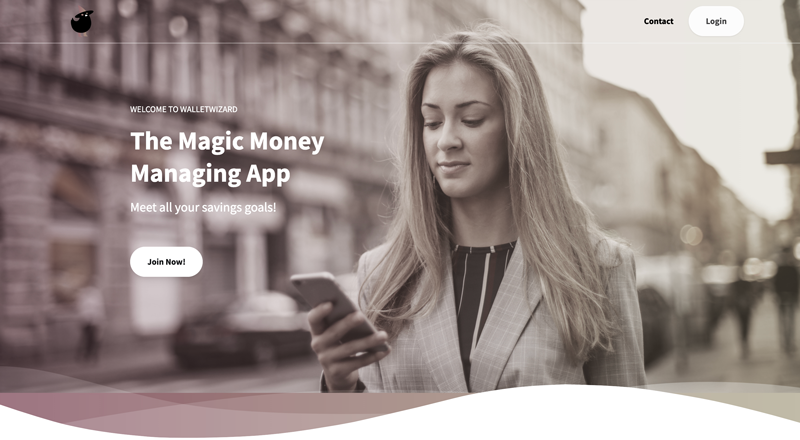 Contact
Login
WELCOME TO WALLETWIZARD
The Magic Money
Managing App
Meet all your savings goals!
Join Now!